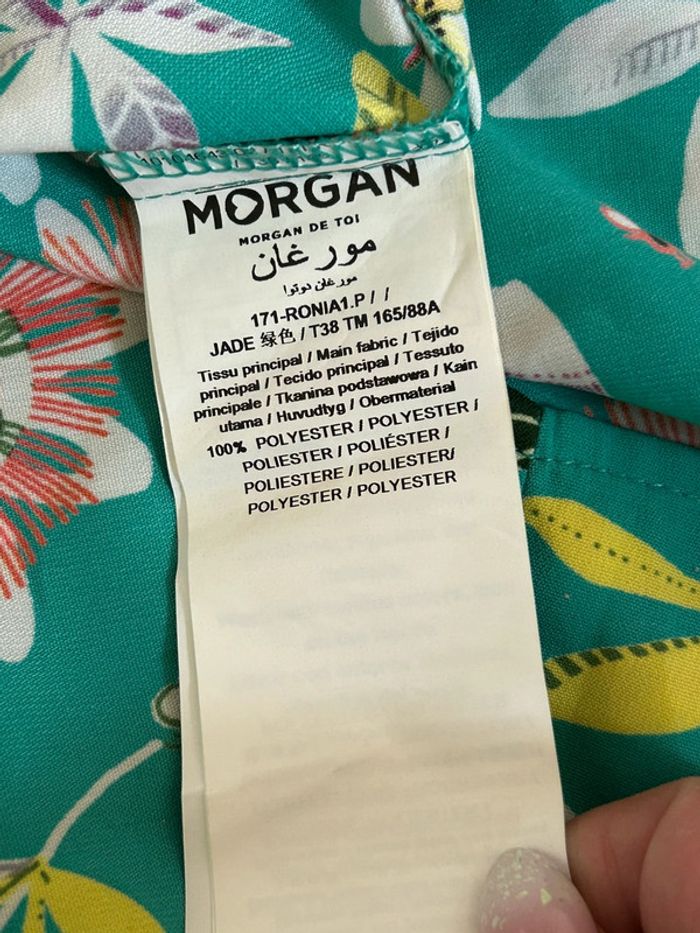 MORGAN
MORGAN DE TOI
مورغان
مورغان دوتوا
171-RONIA1.P / /
JADE 绿色 / T38 TM 165/88A
Tissu principal / Main fabric / Tejido
principal / Tecido principal / Tessuto
principale / Tkanina podstawowa / Kain
utama / Huvudtyg / Obermaterial
100% POLYESTER / POLYESTER /
POLIESTER / POLIÉSTER /
POLIESTERE / POLIESTER/
POLYESTER / POLYESTER